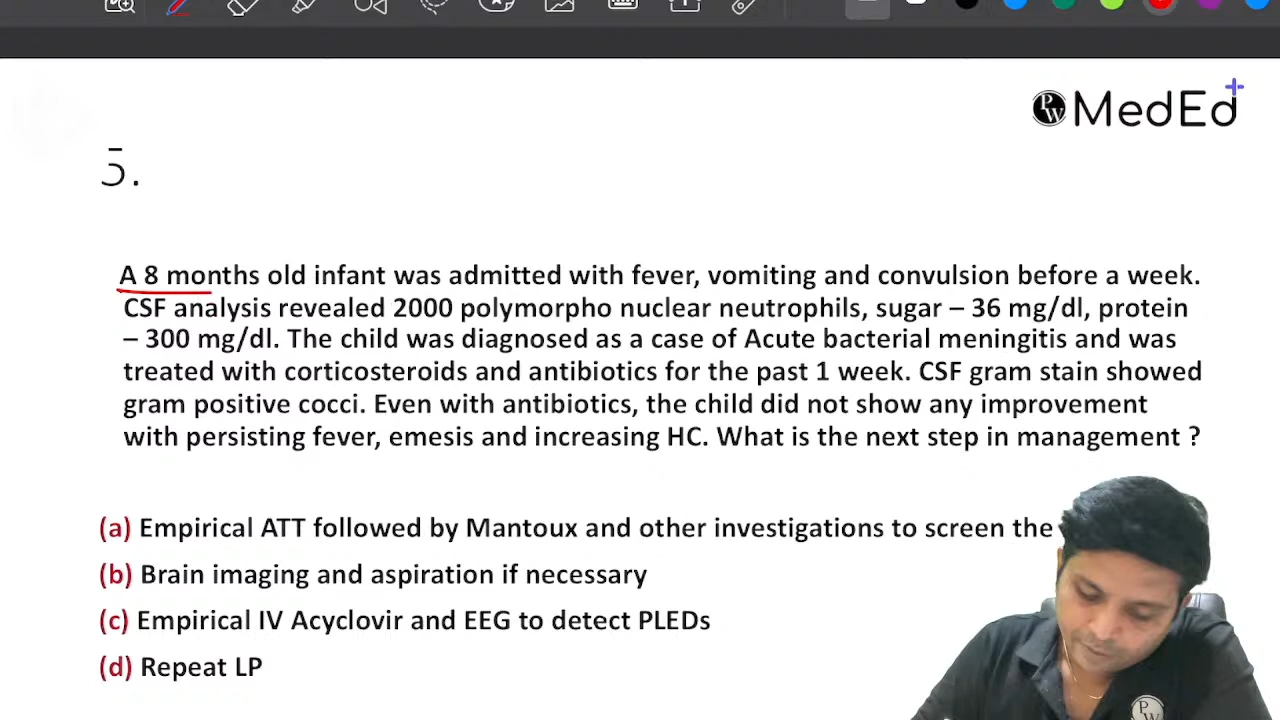 PW MedEd+
5.
A 8 months old infant was admitted with fever, vomiting and convulsion before a week.
CSF analysis revealed 2000 polymorpho nuclear neutrophils, sugar – 36 mg/dl, protein
– 300 mg/dl. The child was diagnosed as a case of Acute bacterial meningitis and was
treated with corticosteroids and antibiotics for the past 1 week. CSF gram stain showed
gram positive cocci. Even with antibiotics, the child did not show any improvement
with persisting fever, emesis and increasing HC. What is the next step in management ?
(a) Empirical ATT followed by Mantoux and other investigations to screen the
(b) Brain imaging and aspiration if necessary
(c) Empirical IV Acyclovir and EEG to detect PLEDs
(d) Repeat LP
PW